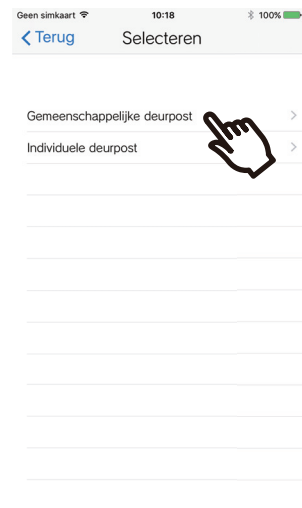 Geen simkaart 10:18 100%
Terug Selecteren
Gemeenschappelijke deurpost
Individuele deurpost